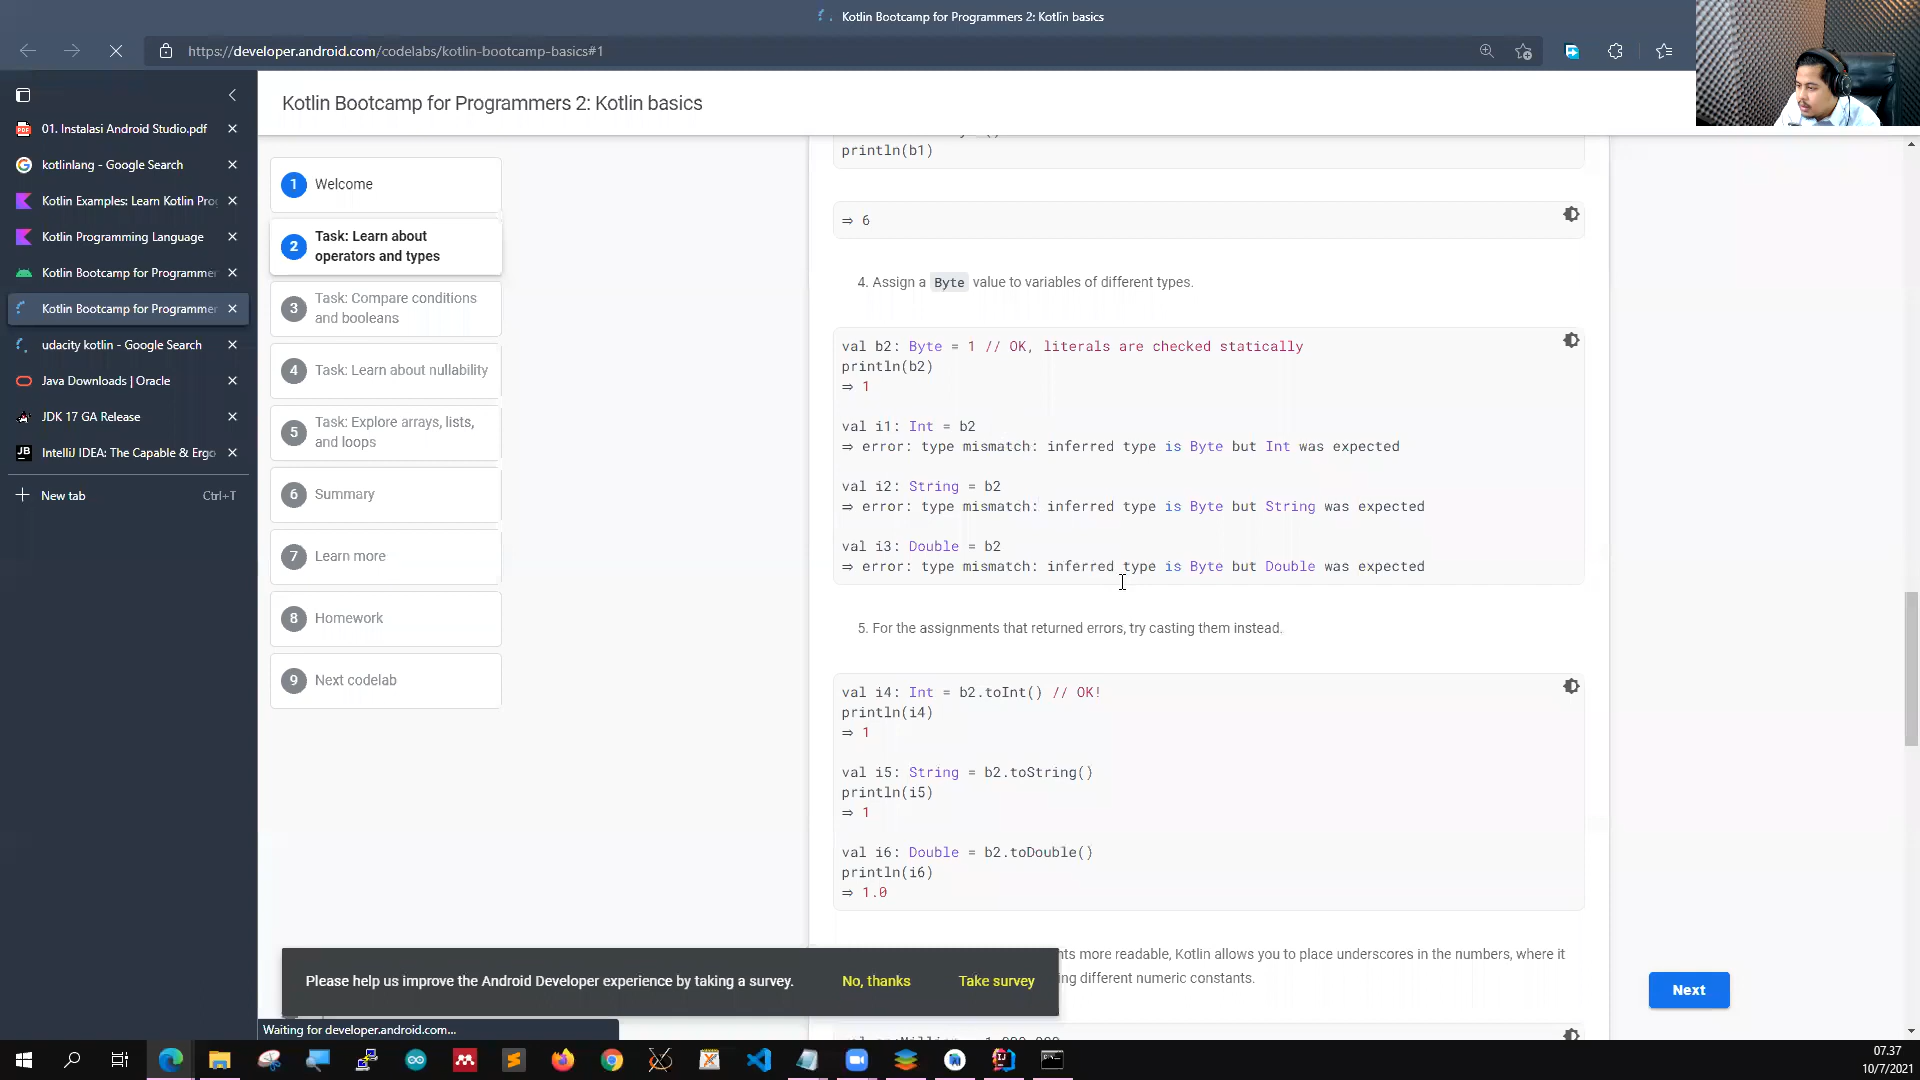 Kotlin Bootcamp for Programmers 2: Kotlin basics
https://developer.android.com/codelabs/kotlin-bootcamp-basics#1
01. Instalasi Android Studio.pdf
kotlinlang - Google Search
Kotlin Examples: Learn Kotlin Pro
Kotlin Programming Language
Kotlin Bootcamp for Programmer
Kotlin Bootcamp for Programmer
udacity kotlin - Google Search
Java Downloads | Oracle
JDK 17 GA Release
IntelliJ IDEA: The Capable & Ergo
New tab Ctrl+T
Kotlin Bootcamp for Programmers 2: Kotlin basics
1 Welcome
2 Task: Learn about
operators and types
3 Task: Compare conditions
and booleans
4 Task: Learn about nullability
5 Task: Explore arrays, lists,
and loops
6 Summary
7 Learn more
8 Homework
9 Next codelab
println(b1)
⇒ 6
4. Assign a Byte value to variables of different types.
val b2: Byte = 1 // OK, literals are checked statically
println(b2)
⇒ 1
val i1: Int = b2
⇒ error: type mismatch: inferred type is Byte but Int was expected
val i2: String = b2
⇒ error: type mismatch: inferred type is Byte but String was expected
val i3: Double = b2
⇒ error: type mismatch: inferred type is Byte but Double was expected
5. For the assignments that returned errors, try casting them instead.
val i4: Int = b2.toInt() // OK!
println(i4)
⇒ 1
val i5: String = b2.toString()
println(i5)
⇒ 1
val i6: Double = b2.toDouble()
println(i6)
⇒ 1.0
nts more readable, Kotlin allows you to place underscores in the numbers, where it
ng different numeric constants.
Please help us improve the Android Developer experience by taking a survey. No, thanks Take survey
Next
Waiting for developer.android.com...
07.37
10/7/2021